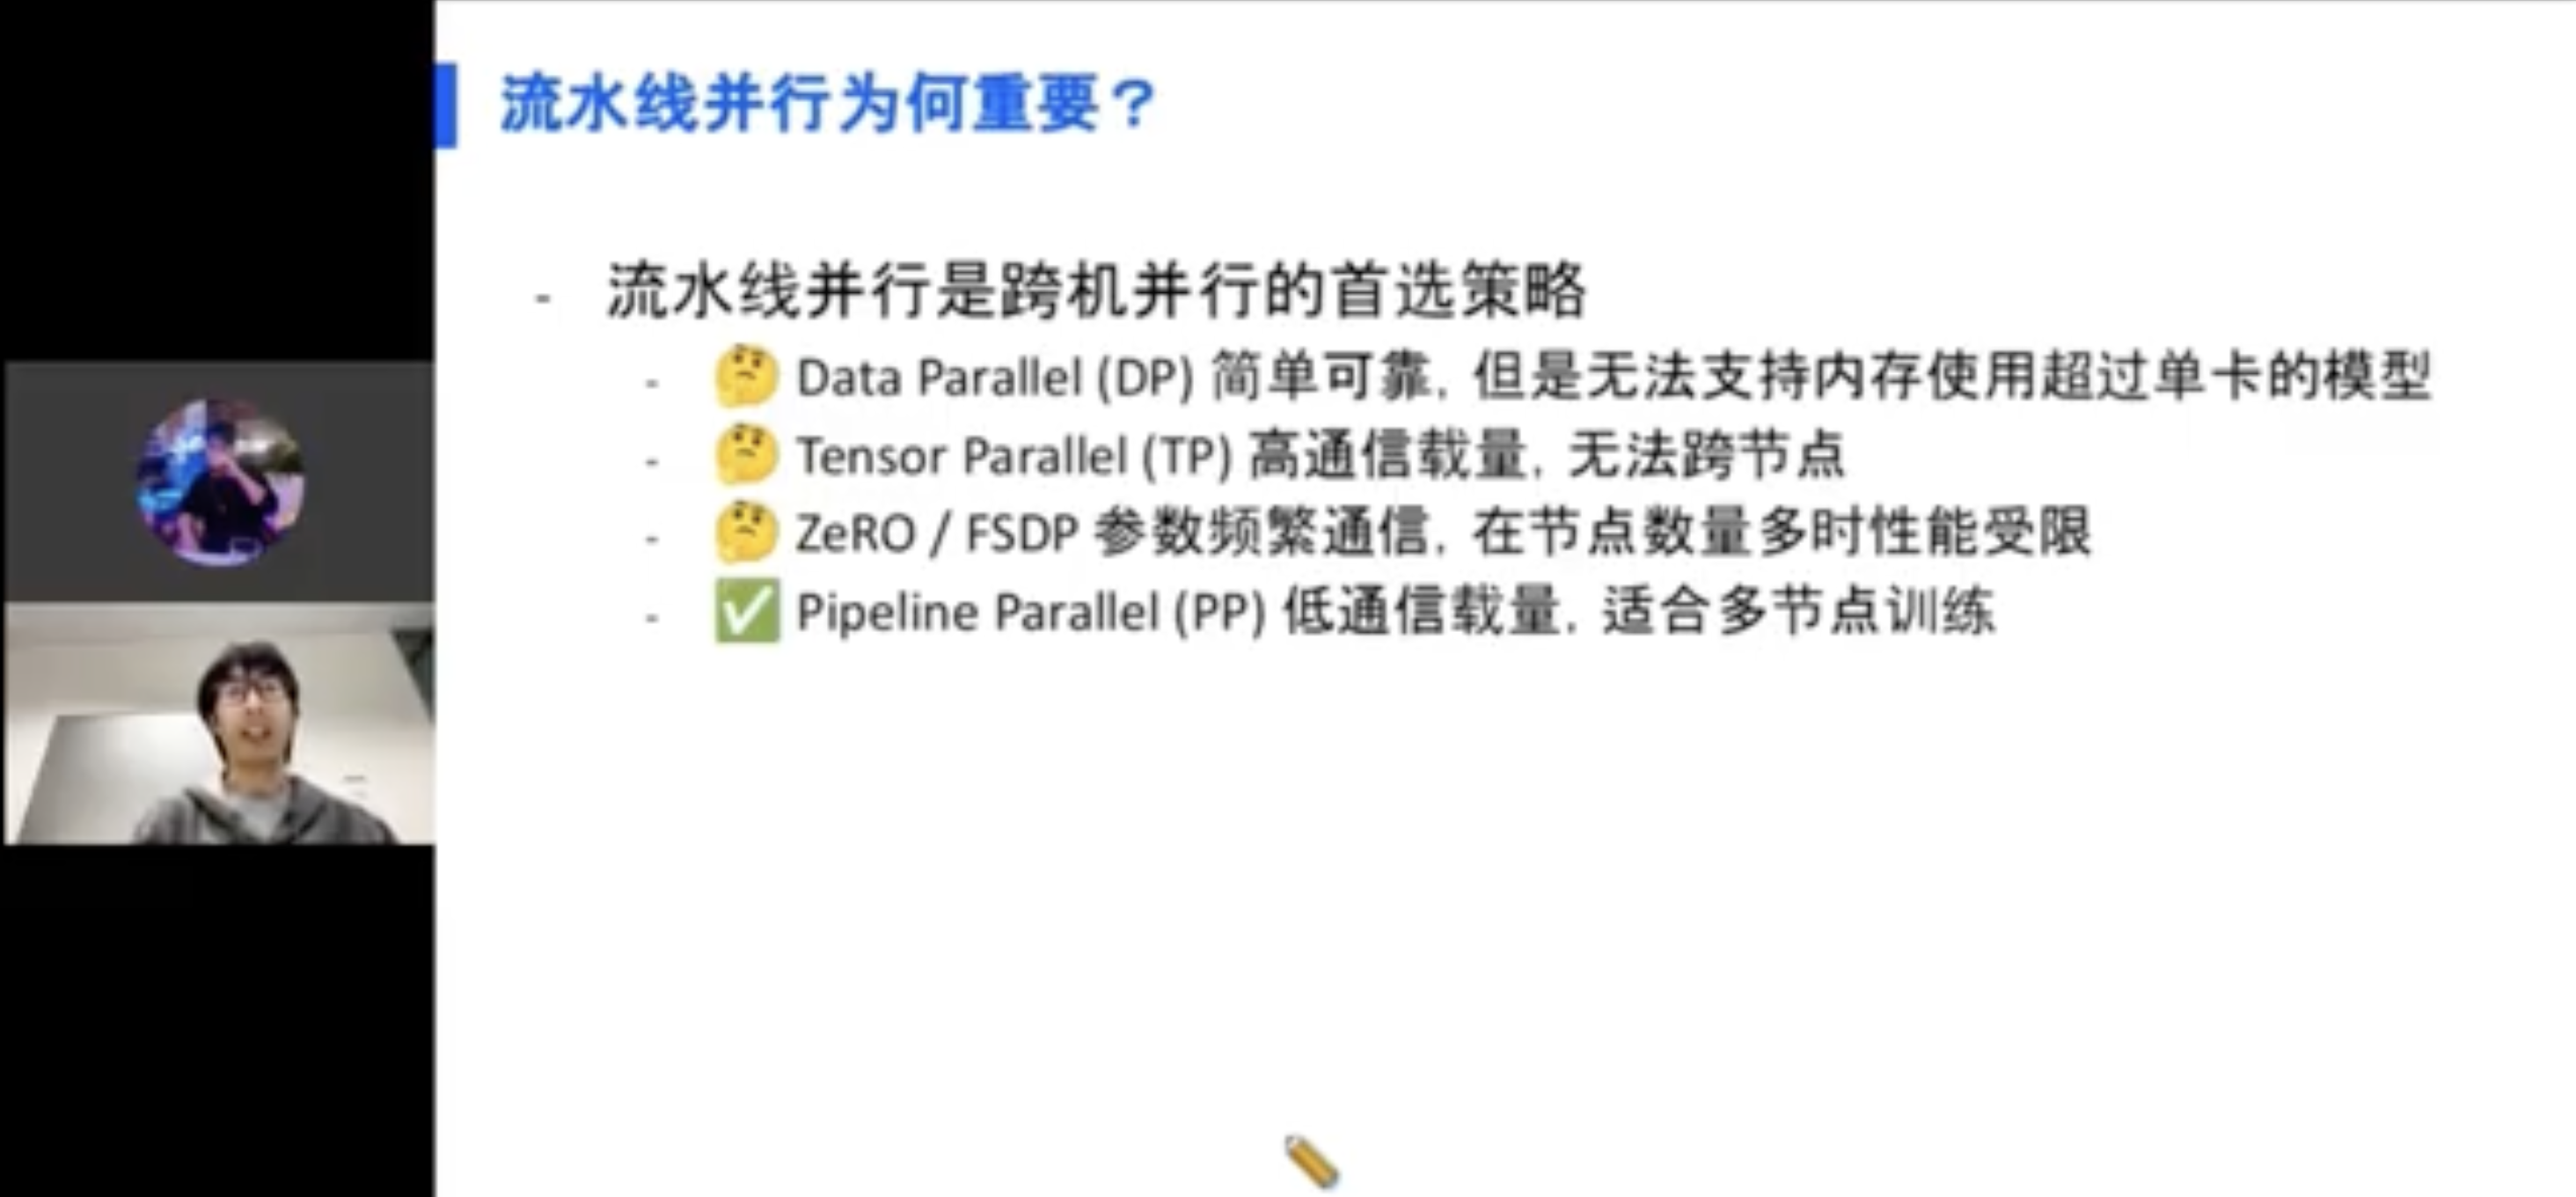 流水线并行为何重要？
- 流水线并行是跨机并行的首选策略
- 🤔 Data Parallel (DP) 简单可靠，但是无法支持内存使用超过单卡的模型
- 🤔 Tensor Parallel (TP) 高通信载量，无法跨节点
- 🤔 ZeRO / FSDP 参数频繁通信，在节点数量多时性能受限
- ✅ Pipeline Parallel (PP) 低通信载量，适合多节点训练